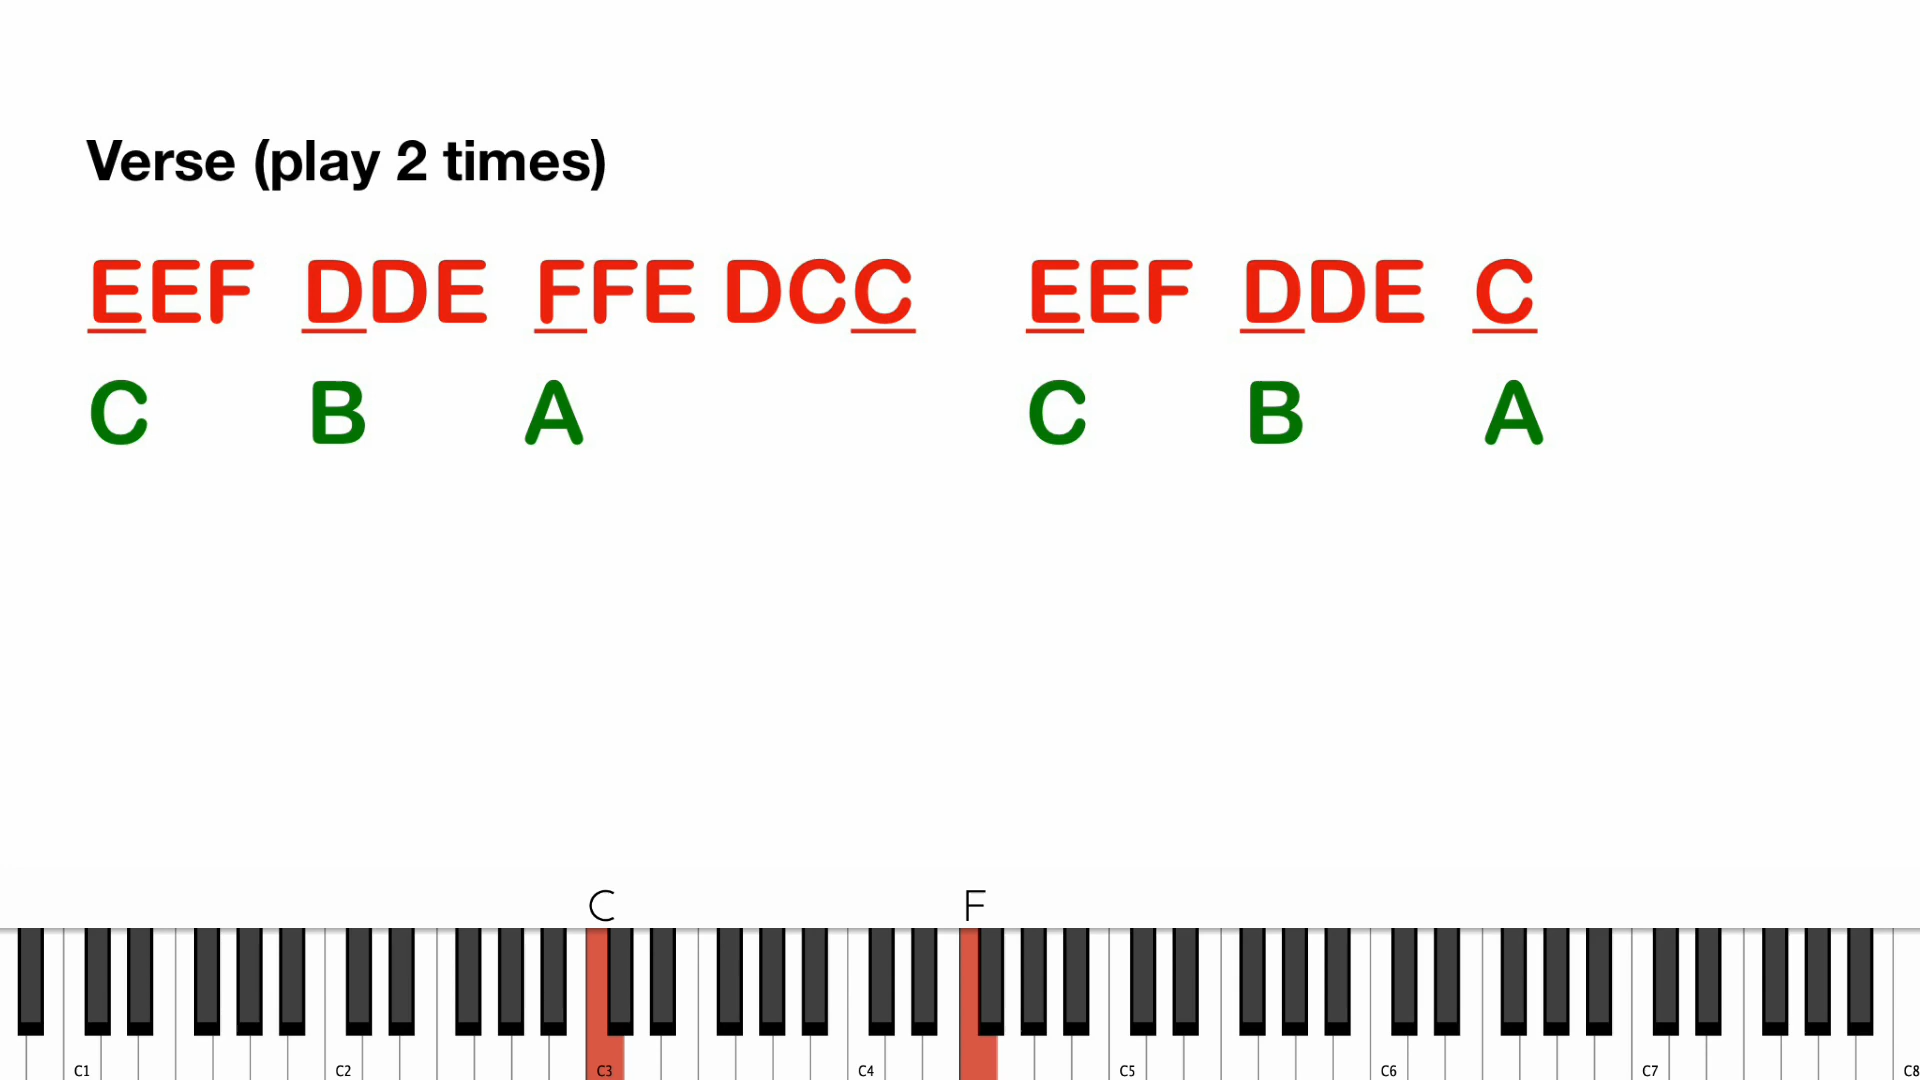 Verse (play 2 times)
EEF DDE FFE DCC EEF DDE C
C B A C B A
C F
C1 C2 C3 C4 C5 C6 C7 C8